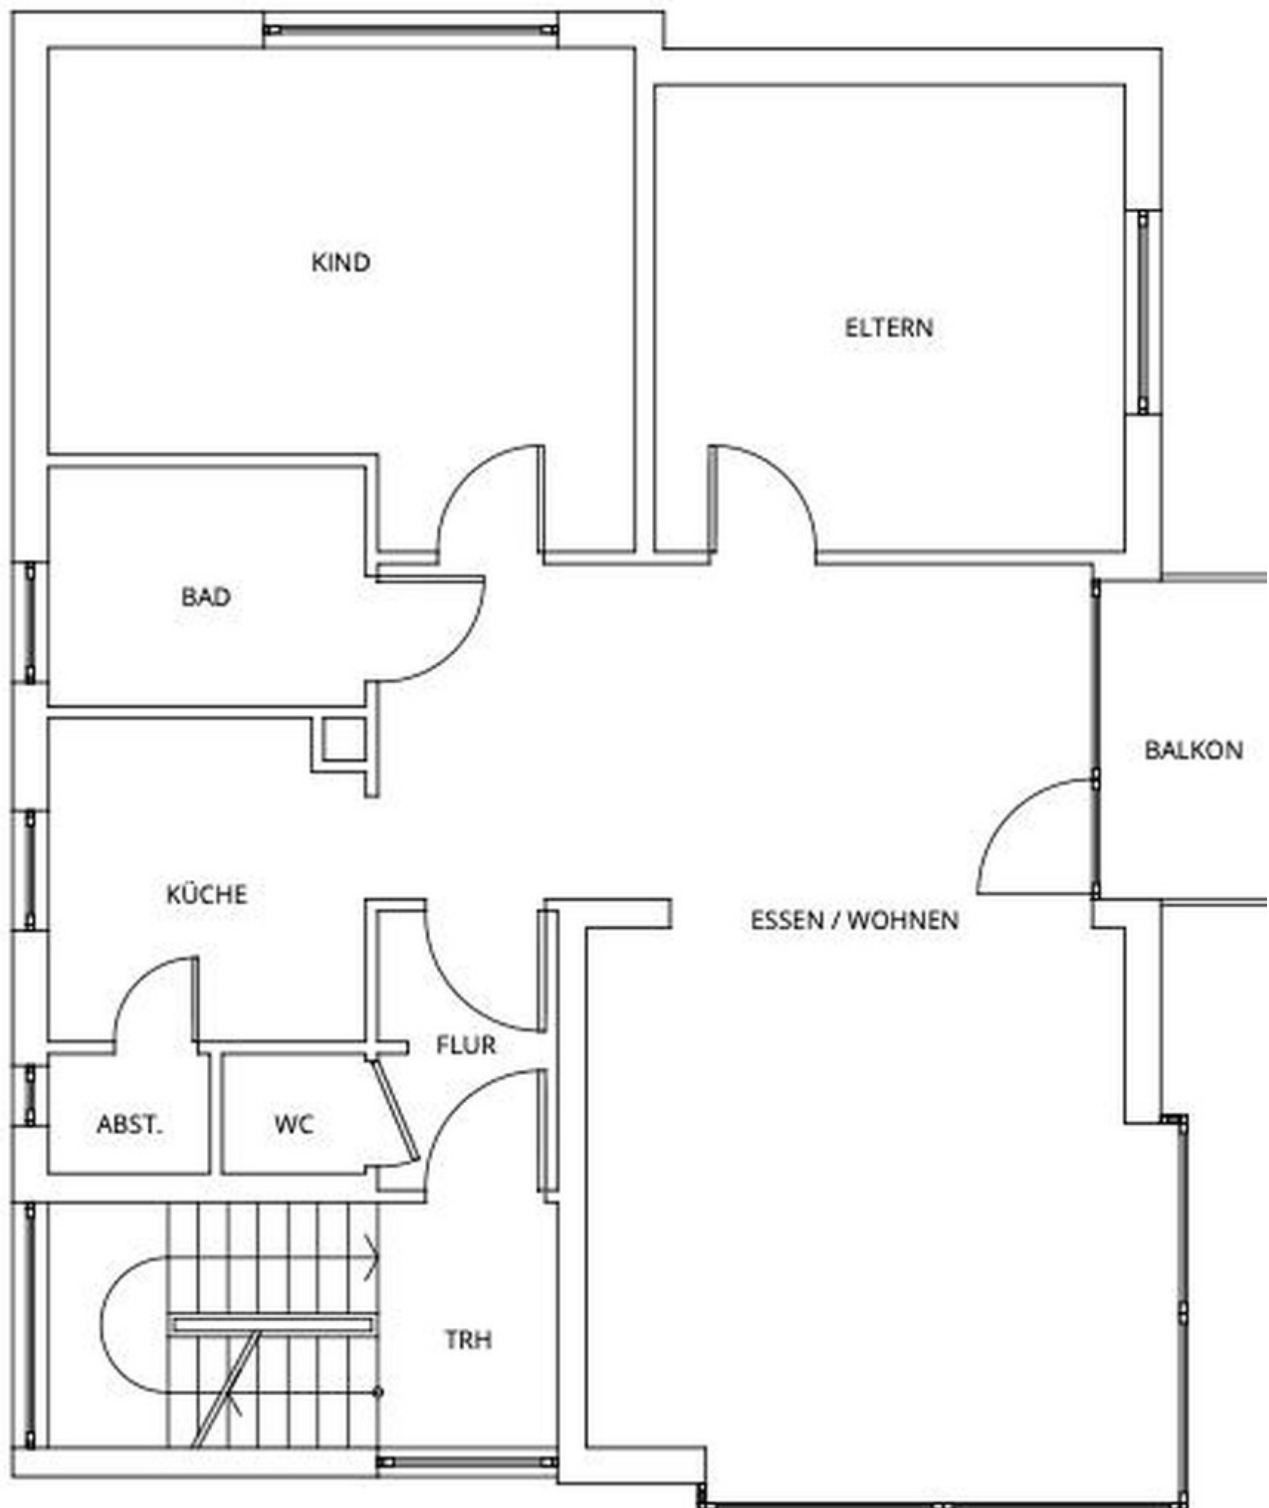 KIND
ELTERN
BAD
BALKON
KÜCHE
ESSEN / WOHNEN
FLUR
ABST.
WC
TRH